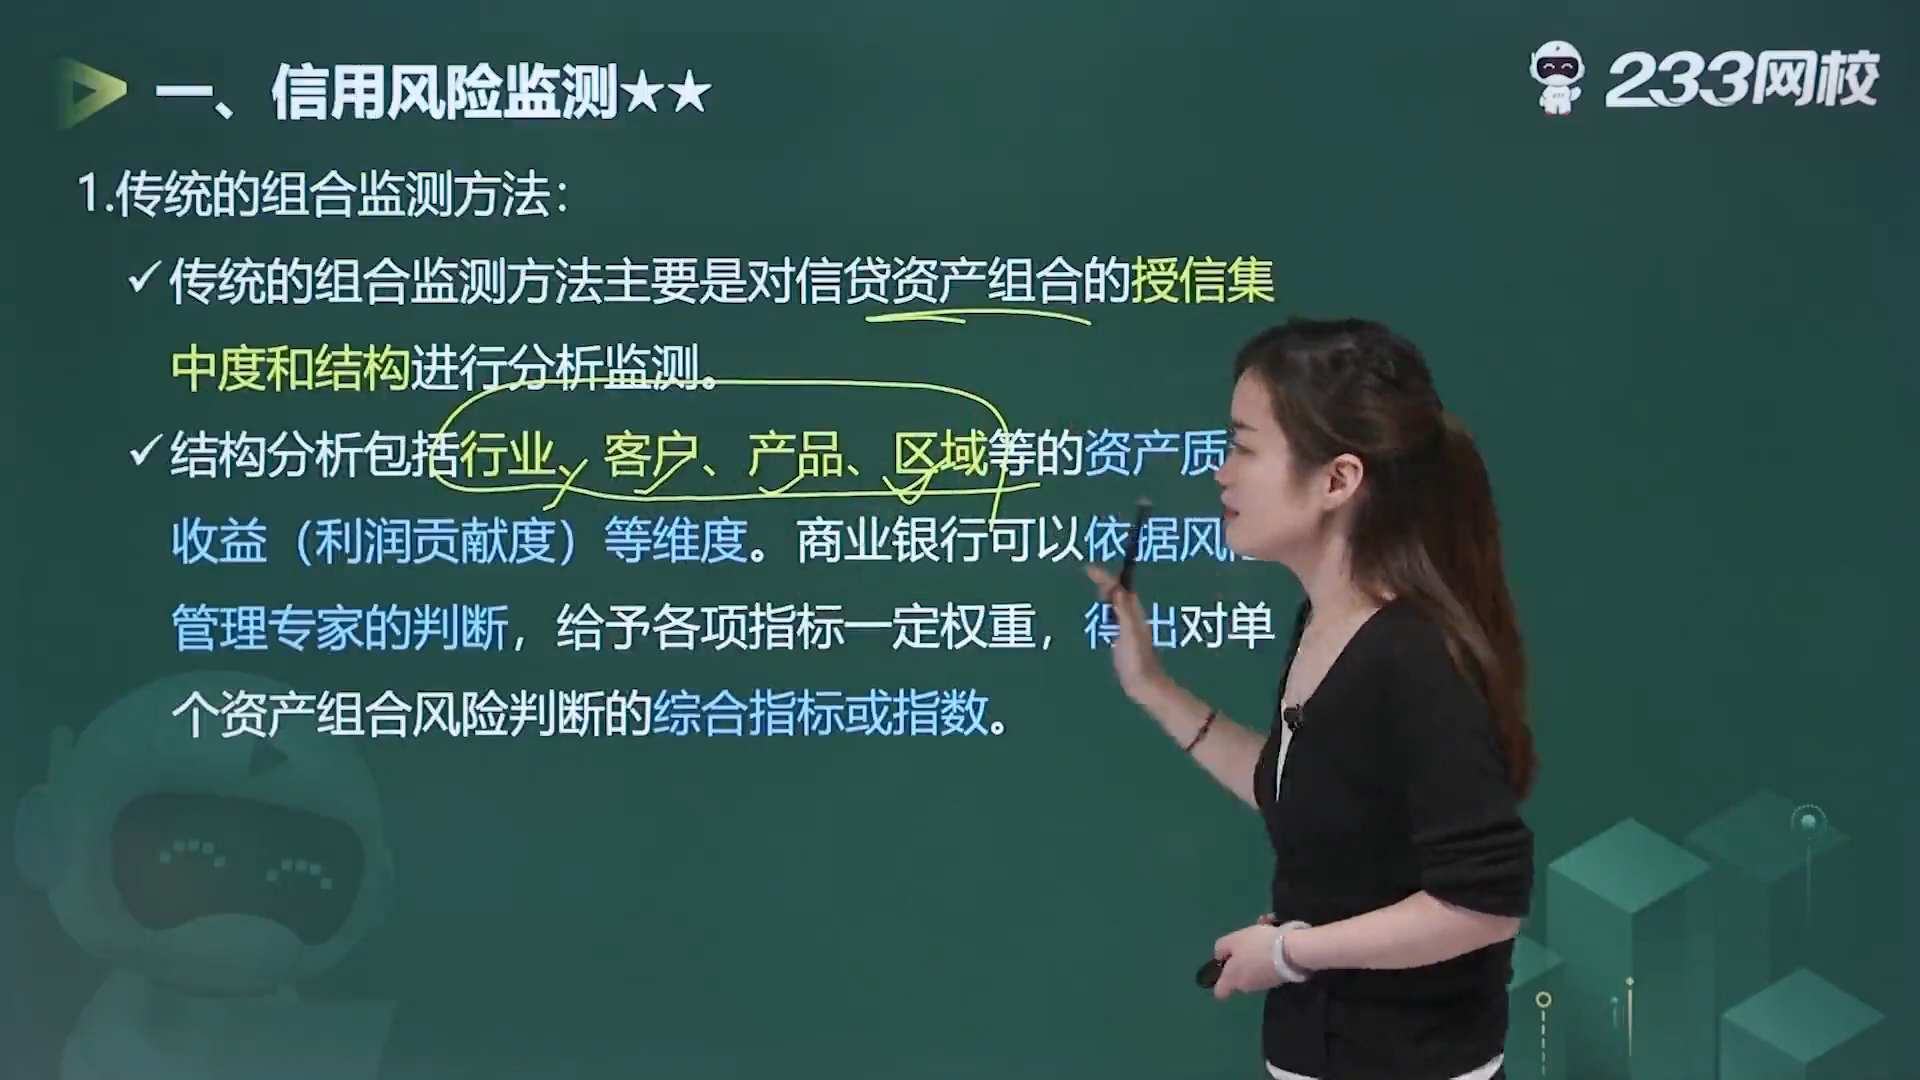 一、信用风险监测★★
233网校
1.传统的组合监测方法：
✓传统的组合监测方法主要是对信贷资产组合的授信集
中度和结构进行分析监测。
✓结构分析包括行业、客户、产品、区域等的资产质
收益（利润贡献度）等维度。商业银行可以依据风
管理专家的判断，给予各项指标一定权重，得出对单
个资产组合风险判断的综合指标或指数。